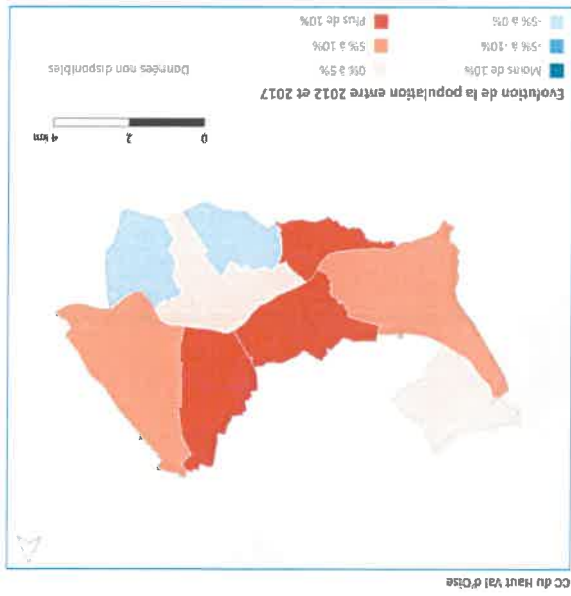 CC du Haut Val d'Oise
0 2 4 km
Evolution de la population entre 2012 et 2017
Moins de 10% 0% à 5% Données non disponibles
-5% à -10% 5% à 10%
-5% à 0% Plus de 10%